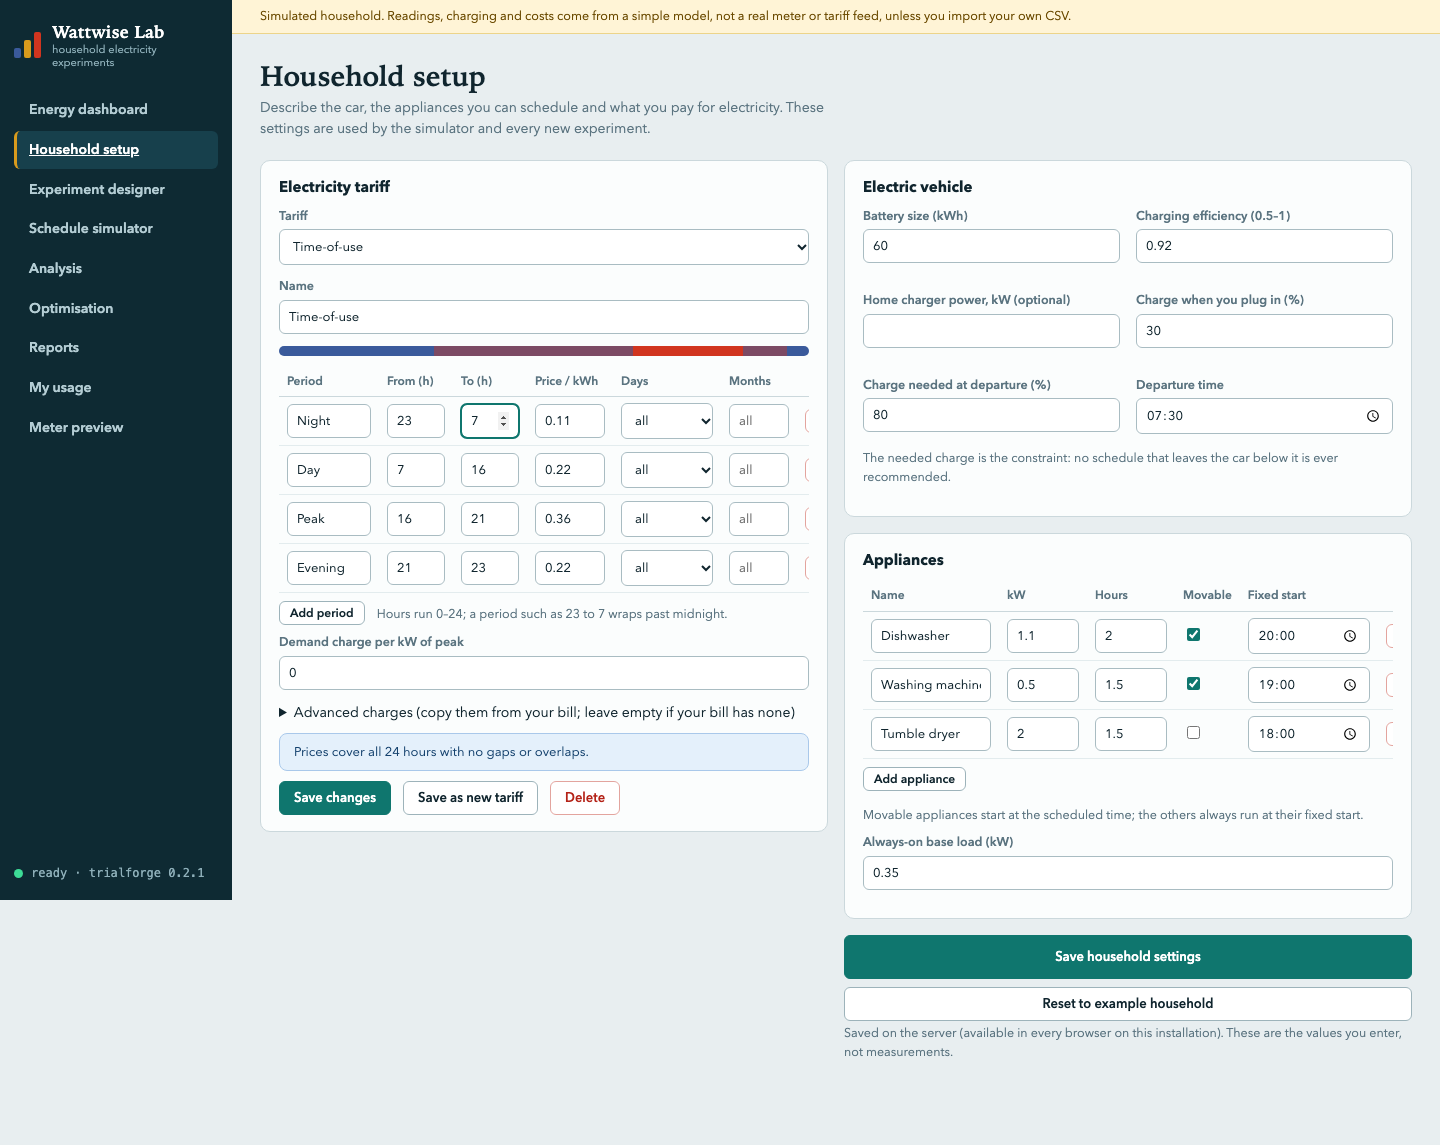 Wattwise Lab
household electricity
experiments
Energy dashboard
Household setup
Experiment designer
Schedule simulator
Analysis
Optimisation
Reports
My usage
Meter preview
ready · trialforge 0.2.1
Simulated household. Readings, charging and costs come from a simple model, not a real meter or tariff feed, unless you import your own CSV.
Household setup
Describe the car, the appliances you can schedule and what you pay for electricity. These
settings are used by the simulator and every new experiment.
Electricity tariff
Tariff
Time-of-use
Name
Time-of-use
Period From (h) To (h) Price / kWh Days Months
Night 23 7 0.11 all all
Day 7 16 0.22 all all
Peak 16 21 0.36 all all
Evening 21 23 0.22 all all
Add period Hours run 0–24; a period such as 23 to 7 wraps past midnight.
Demand charge per kW of peak
0
Advanced charges (copy them from your bill; leave empty if your bill has none)
Prices cover all 24 hours with no gaps or overlaps.
Save changes Save as new tariff Delete
Electric vehicle
Battery size (kWh) Charging efficiency (0.5–1)
60 0.92
Home charger power, kW (optional) Charge when you plug in (%)
30
Charge needed at departure (%) Departure time
80 07:30
The needed charge is the constraint: no schedule that leaves the car below it is ever
recommended.
Appliances
Name kW Hours Movable Fixed start
Dishwasher 1.1 2 20:00
Washing machin 0.5 1.5 19:00
Tumble dryer 2 1.5 18:00
Add appliance
Movable appliances start at the scheduled time; the others always run at their fixed start.
Always-on base load (kW)
0.35
Save household settings
Reset to example household
Saved on the server (available in every browser on this installation). These are the values you enter,
not measurements.